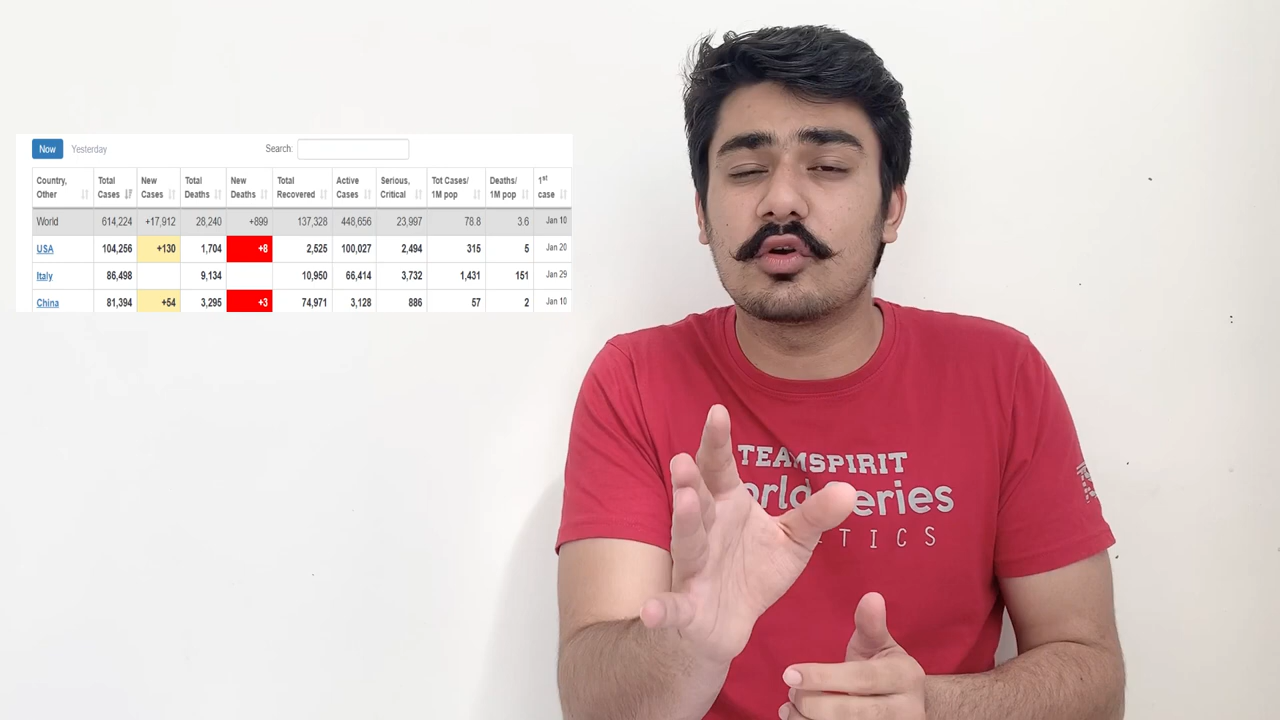 Now Yesterday Search:
Country, Other Total Cases New Cases Total Deaths New Deaths Total Recovered Active Cases Serious, Critical Tot Cases/ 1M pop Deaths/ 1M pop 1st case
World 614,224 +17,912 28,240 +899 137,328 448,656 23,997 78.8 3.6 Jan 10
USA 104,256 +130 1,704 +8 2,525 100,027 2,494 315 5 Jan 20
Italy 86,498 9,134 10,950 66,414 3,732 1,431 151 Jan 29
China 81,394 +54 3,295 +3 74,971 3,128 886 57 2 Jan 10
TEAMSPIRIT